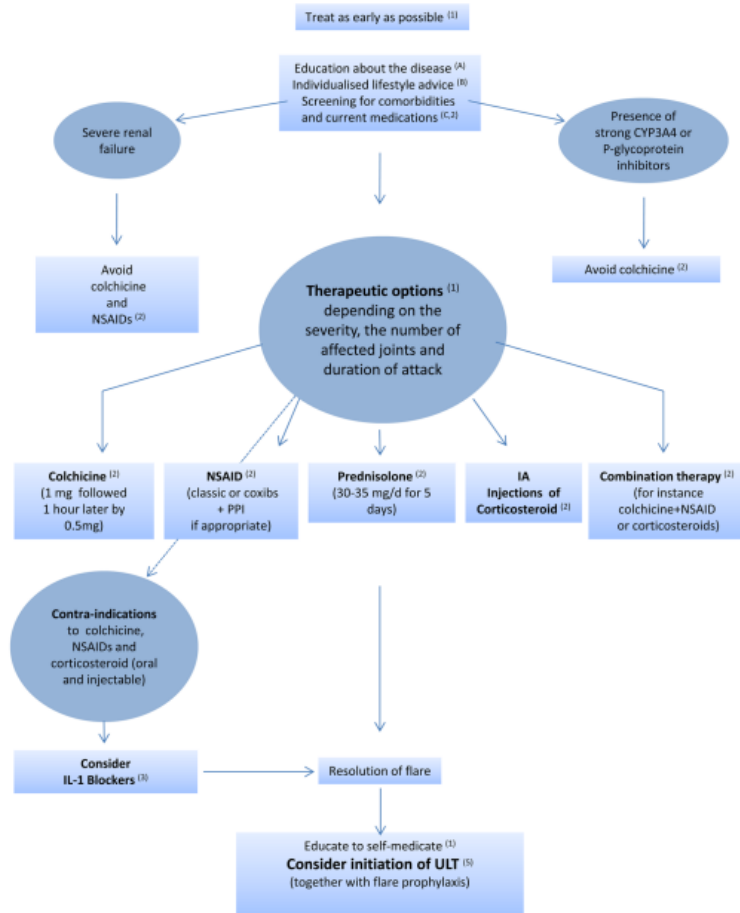 Treat as early as possible (1)
Education about the disease (A)
Individualised lifestyle advice (B)
Screening for comorbidities
and current medications (C,2)
Severe renal
failure
Presence of
strong CYP3A4 or
P-glycoprotein
inhibitors
Avoid
colchicine
and
NSAIDs (2)
Avoid colchicine (2)
Therapeutic options (1)
depending on the
severity, the number of
affected joints and
duration of attack
Colchicine (2)
(1 mg followed
1 hour later by
0.5mg)
NSAID (2)
(classic or coxibs
+ PPI
if appropriate)
Prednisolone (2)
(30-35 mg/d for 5
days)
IA
Injections of
Corticosteroid (2)
Combination therapy (2)
(for instance
colchicine+NSAID
or corticosteroids)
Contra-indications
to colchicine,
NSAIDs and
corticosteroid (oral
and injectable)
Consider
IL-1 Blockers (3)
Resolution of flare
Educate to self-medicate (1)
Consider initiation of ULT (5)
(together with flare prophylaxis)